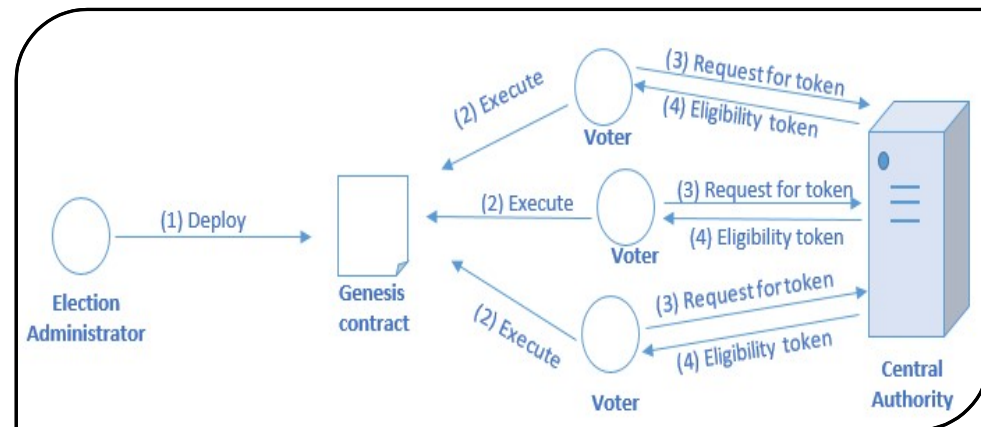 (3) Request for token
(2) Execute
(4) Eligibility token
Voter
(1) Deploy
(2) Execute
(3) Request for token
(4) Eligibility token
Voter
Election
Administrator
Genesis
contract
(2) Execute
(3) Request for token
(4) Eligibility token
Voter
Central
Authority